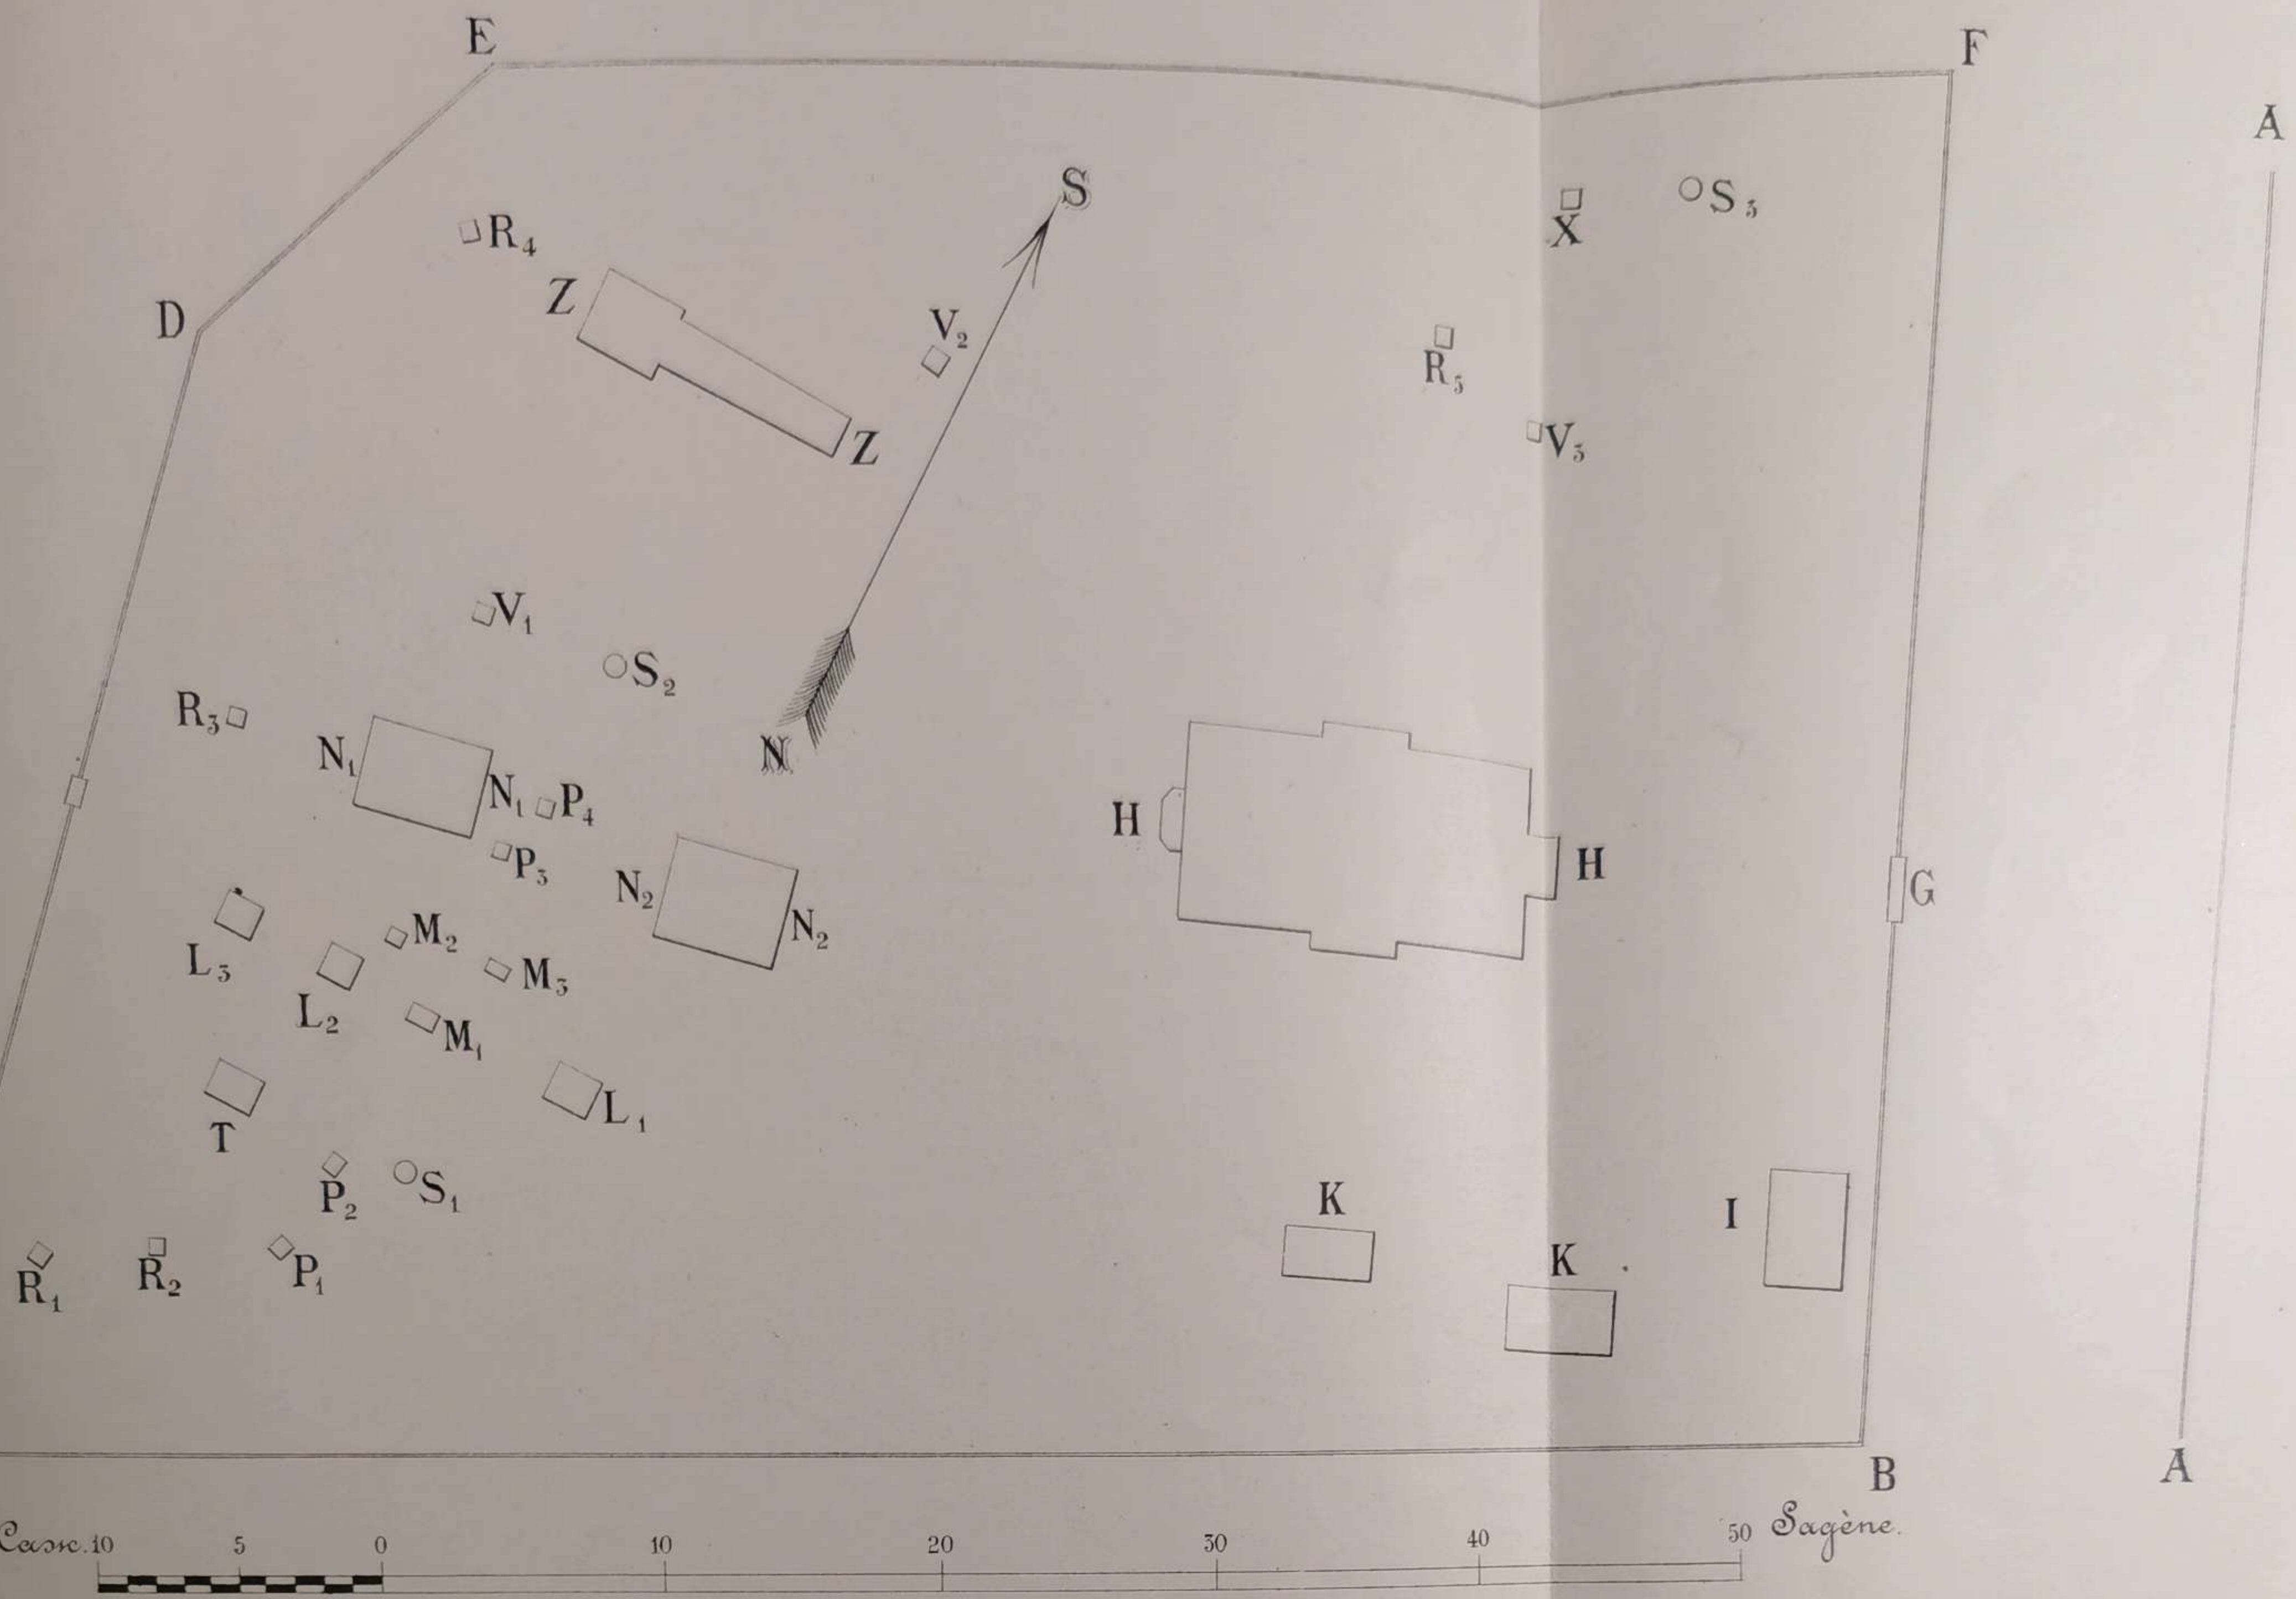 E
F
A
S
R₄
X
S₃
Z
D
V₂
R₃
Z
V₃
V₁
S₂
R₃
N₁
N
N₁
P₄
H
P₃
H
N₂
G
M₂
N₂
L₃
M₃
L₂
M₁
L₁
T
P₂
S₁
K
I
K
R₁
R₂
P₁
B
A
10 5 0 10 20 30 40 50 Sagène.